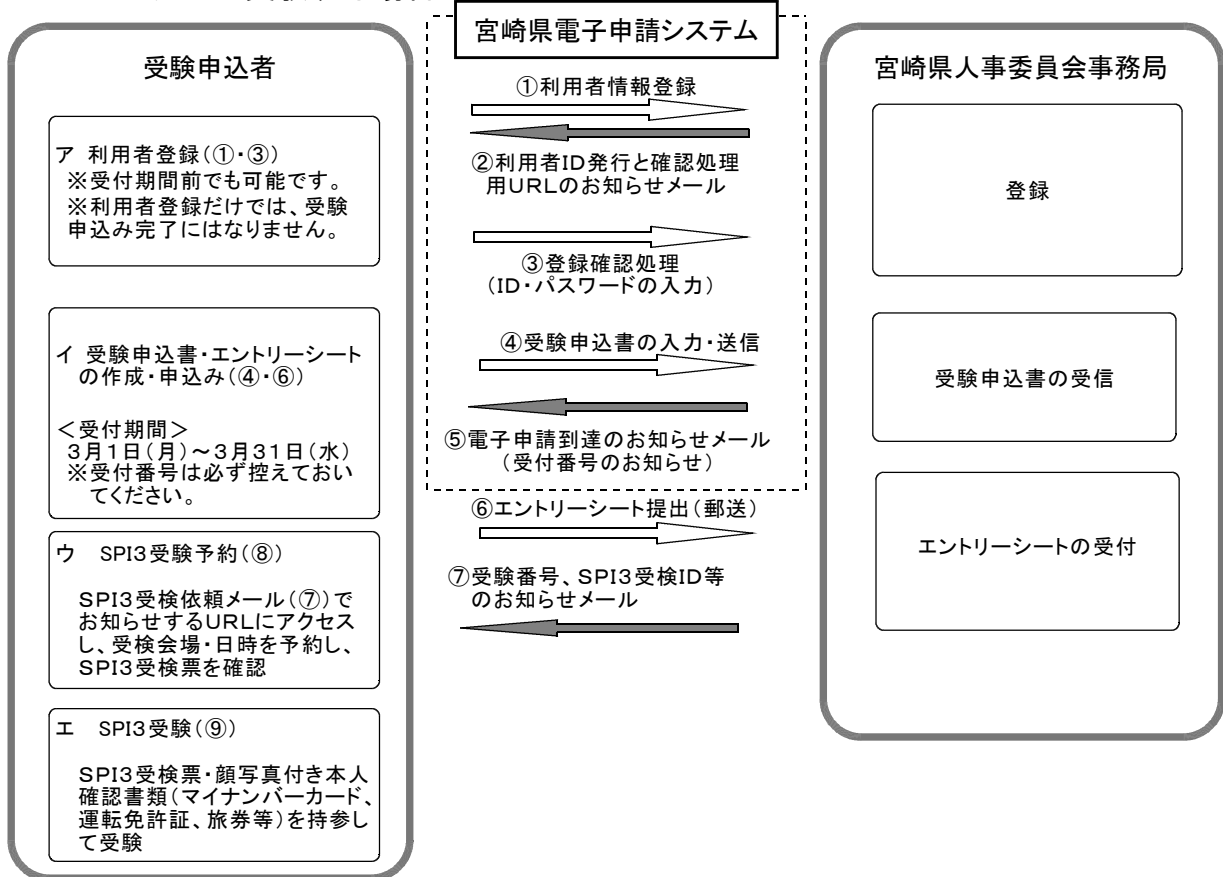 受験申込者
ア 利用者登録(①・③)
※受付期間前でも可能です。
※利用者登録だけでは、受験
申込み完了にはなりません。
イ 受験申込書・エントリーシート
の作成・申込み(④・⑥)
<受付期間>
3月1日(月)~3月31日(水)
※受付番号は必ず控えておい
てください。
ウ SPI3受験予約(⑧)
SPI3受検依頼メール(⑦)で
お知らせするURLにアクセス
し、受検会場・日時を予約し、
SPI3受検票を確認
エ SPI3受験(⑨)
SPI3受検票・顔写真付き本人
確認書類(マイナンバーカード、
運転免許証、旅券等)を持参し
て受験
宮崎県電子申請システム
①利用者情報登録
②利用者ID発行と確認処理
用URLのお知らせメール
③登録確認処理
(ID・パスワードの入力)
④受験申込書の入力・送信
⑤電子申請到達のお知らせメール
(受付番号のお知らせ)
⑥エントリーシート提出(郵送)
⑦受験番号、SPI3受検ID等
のお知らせメール
宮崎県人事委員会事務局
登録
受験申込書の受信
エントリーシートの受付